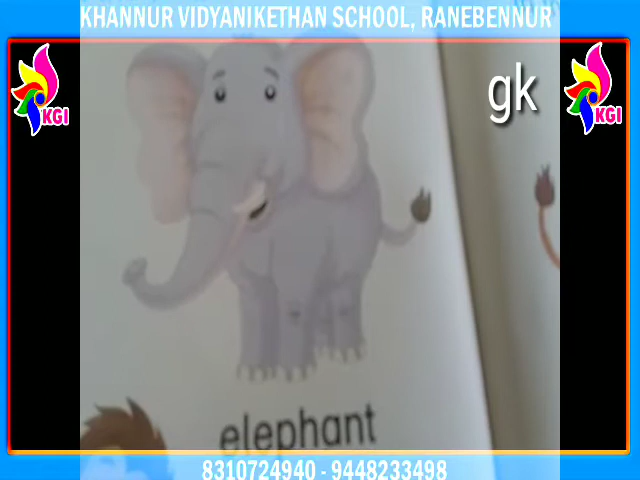 KHANNUR VIDYANIKETHAN SCHOOL, RANEBENNUR
KGI
gk
KGI
elephant
8310724940 - 9448233498